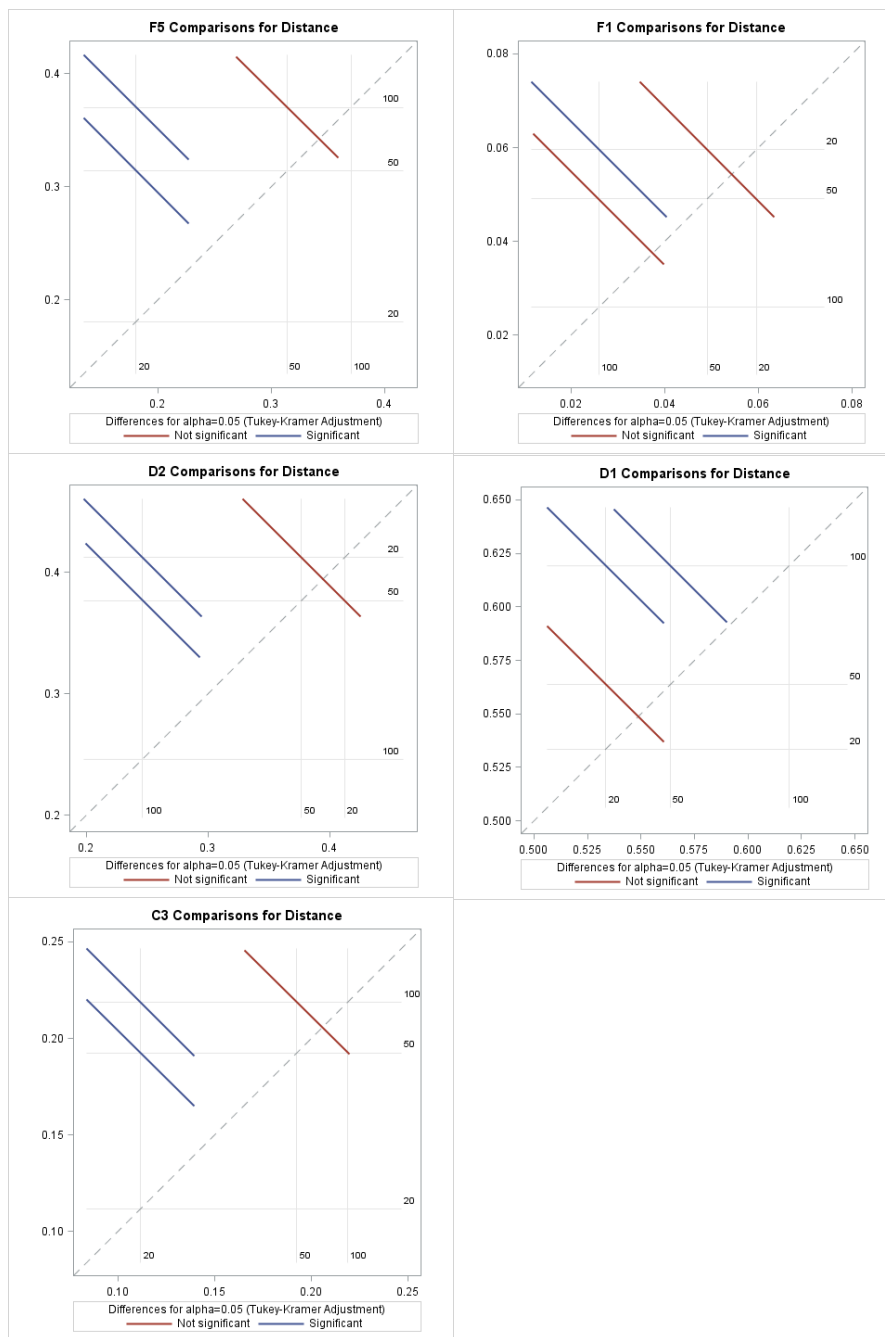 F5 Comparisons for Distance
0.4
0.3
0.2
100
50
20
20 50 100
0.2 0.3 0.4
Differences for alpha=0.05 (Tukey-Kramer Adjustment)
Not significant Significant
F1 Comparisons for Distance
0.08
0.06
0.04
0.02
20
50
100
100 50 20
0.02 0.04 0.06 0.08
Differences for alpha=0.05 (Tukey-Kramer Adjustment)
Not significant Significant
D2 Comparisons for Distance
0.4
0.3
0.2
20
50
100
100 50 20
0.2 0.3 0.4
Differences for alpha=0.05 (Tukey-Kramer Adjustment)
Not significant Significant
D1 Comparisons for Distance
0.650
0.625
0.600
0.575
0.550
0.525
0.500
100
50
20
20 50 100
0.500 0.525 0.550 0.575 0.600 0.625 0.650
Differences for alpha=0.05 (Tukey-Kramer Adjustment)
Not significant Significant
C3 Comparisons for Distance
0.25
0.20
0.15
0.10
100
50
20
20 50 100
0.10 0.15 0.20 0.25
Differences for alpha=0.05 (Tukey-Kramer Adjustment)
Not significant Significant